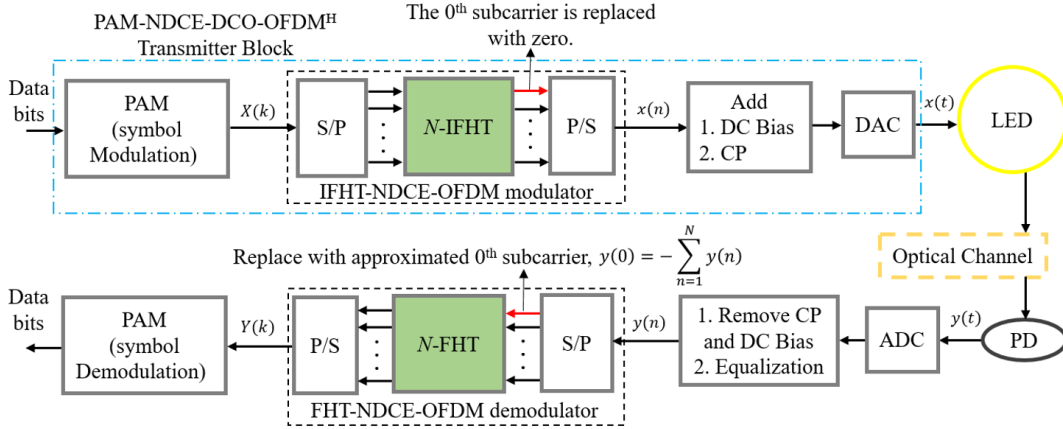 PAM-NDCE-DCO-OFDMᴴ
Transmitter Block
The 0ᵗʰ subcarrier is replaced
with zero.
Data
bits
PAM
(symbol
Modulation)
X(k)
S/P
N-IFHT
P/S
x(n)
Add
1. DC Bias
2. CP
DAC
x(t)
LED
IFHT-NDCE-OFDM modulator
Optical Channel
Replace with approximated 0ᵗʰ subcarrier, y(0) = −∑_{n=1}^{N} y(n)
Data
bits
PAM
(symbol
Demodulation)
Y(k)
P/S
N-FHT
S/P
y(n)
1. Remove CP
and DC Bias
2. Equalization
ADC
y(t)
PD
FHT-NDCE-OFDM demodulator